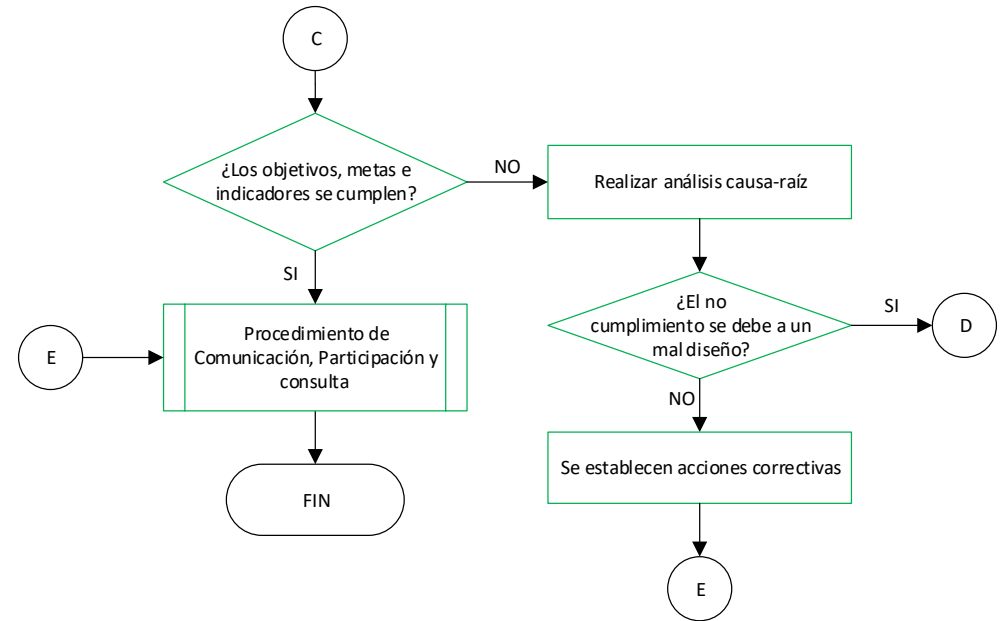 C
¿Los objetivos, metas e
indicadores se cumplen?
NO
Realizar análisis causa-raíz
SI
¿El no
cumplimiento se debe a un
mal diseño?
SI
D
E
Procedimiento de
Comunicación, Participación y
consulta
NO
Se establecen acciones correctivas
FIN
E